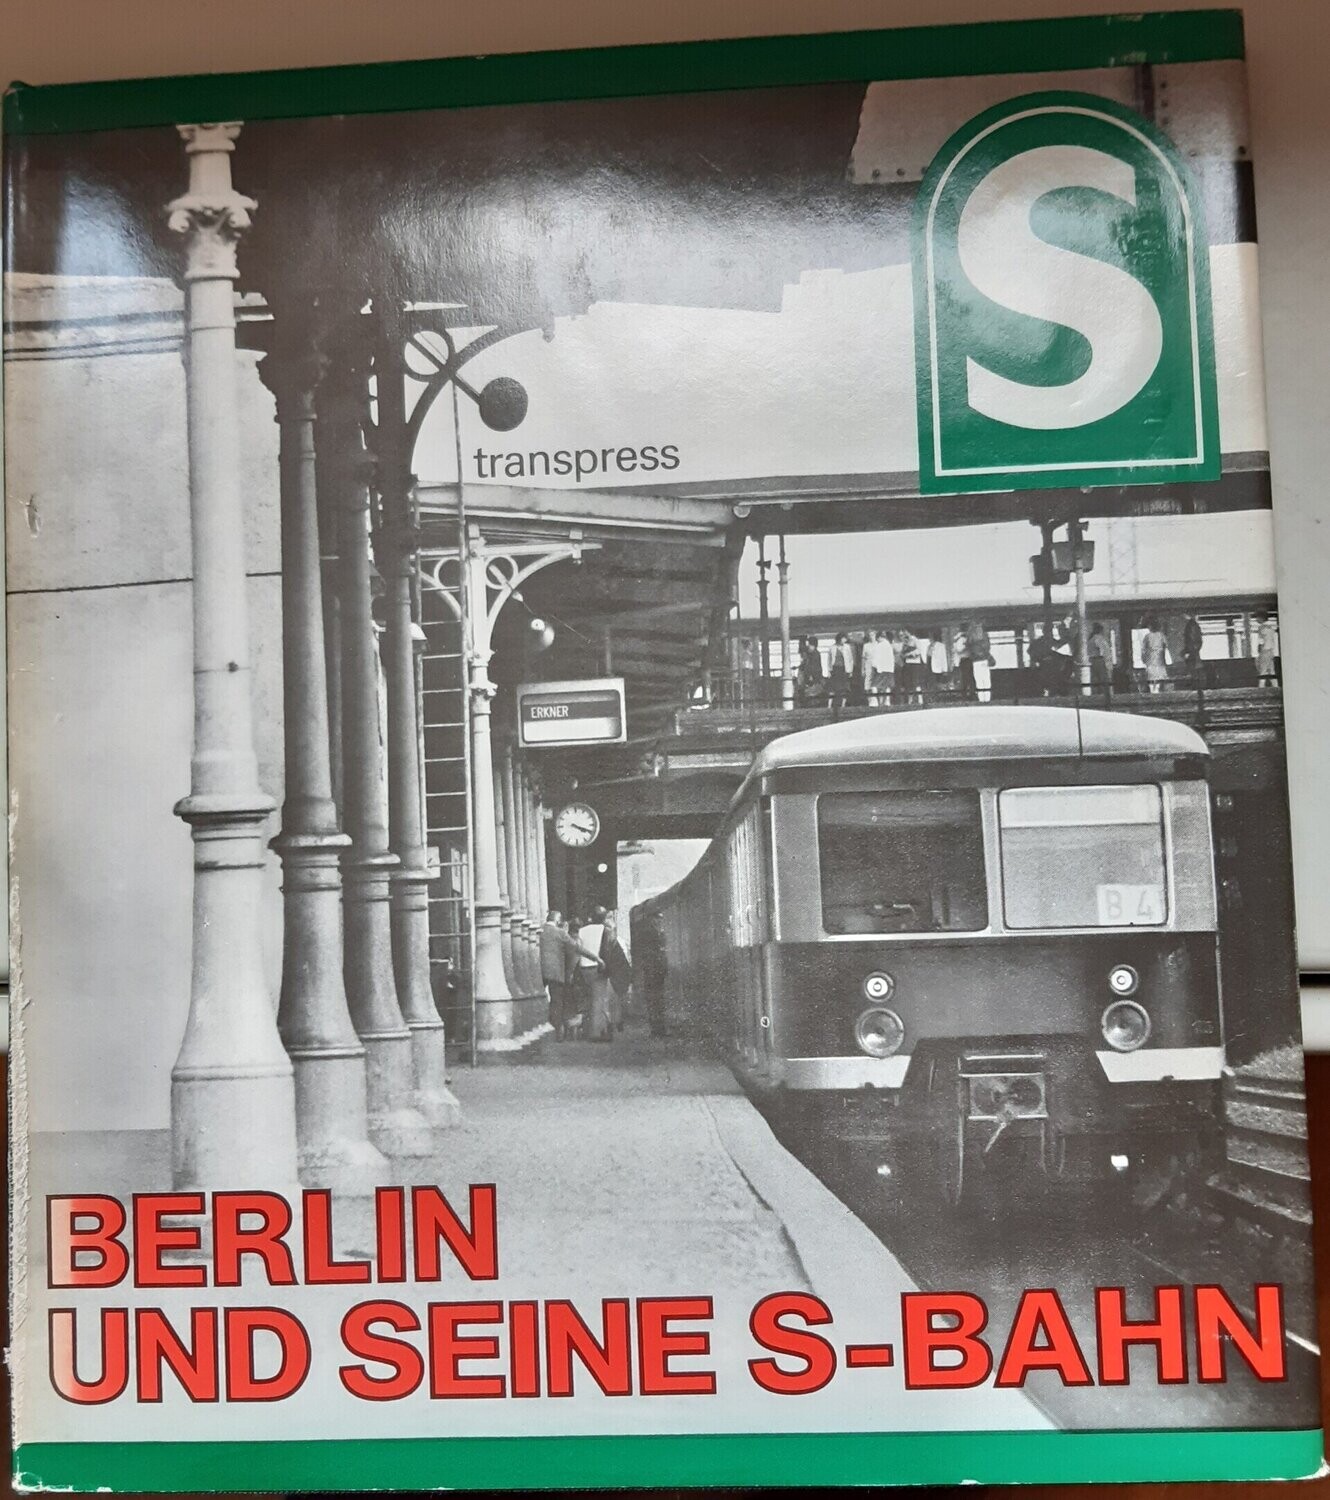 S
transpress
ERKNER
B 4
BERLIN
UND SEINE S-BAHN